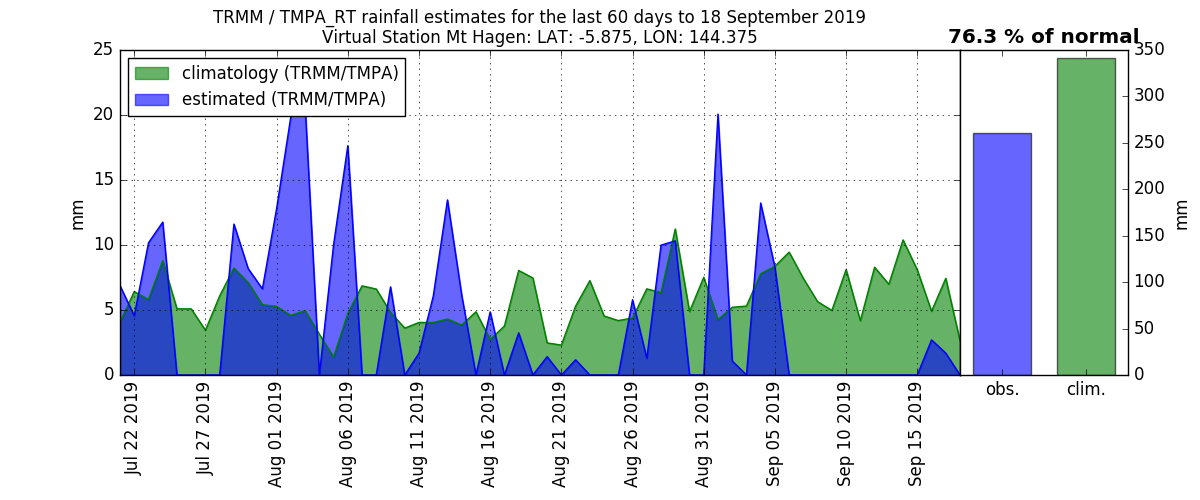 TRMM / TMPA_RT rainfall estimates for the last 60 days to 18 September 2019
Virtual Station Mt Hagen: LAT: -5.875, LON: 144.375
76.3 % of normal
climatology (TRMM/TMPA)
estimated (TRMM/TMPA)
mm
25
20
15
10
5
0
Jul 22 2019
Jul 27 2019
Aug 01 2019
Aug 06 2019
Aug 11 2019
Aug 16 2019
Aug 21 2019
Aug 26 2019
Aug 31 2019
Sep 05 2019
Sep 10 2019
Sep 15 2019
obs.
clim.
350
300
250
200
150
100
50
0
mm